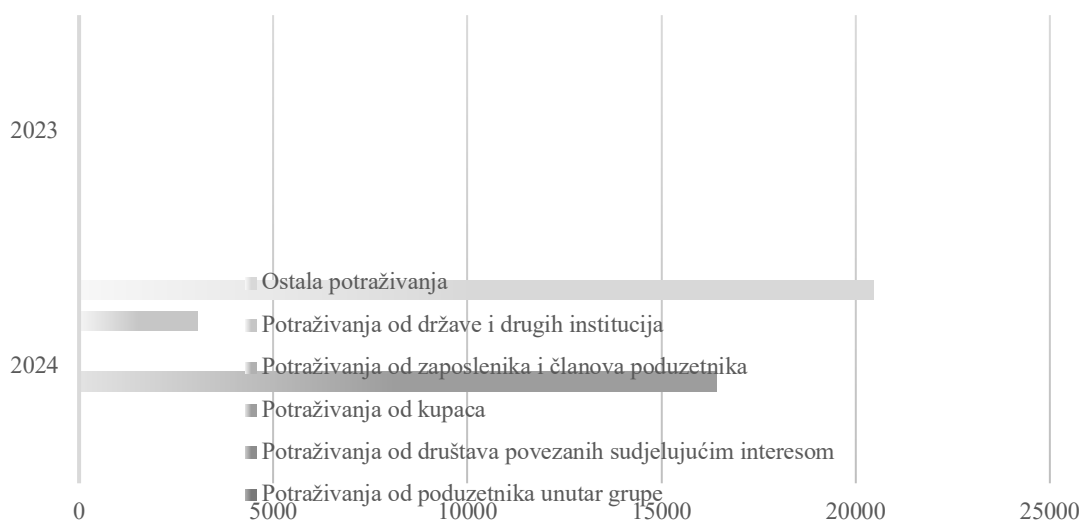 2023
Ostala potraživanja
Potraživanja od države i drugih institucija
2024
Potraživanja od zaposlenika i članova poduzetnika
Potraživanja od kupaca
Potraživanja od društava povezanih sudjelujućim interesom
Potraživanja od poduzetnika unutar grupe
0 5000 10000 15000 20000 25000